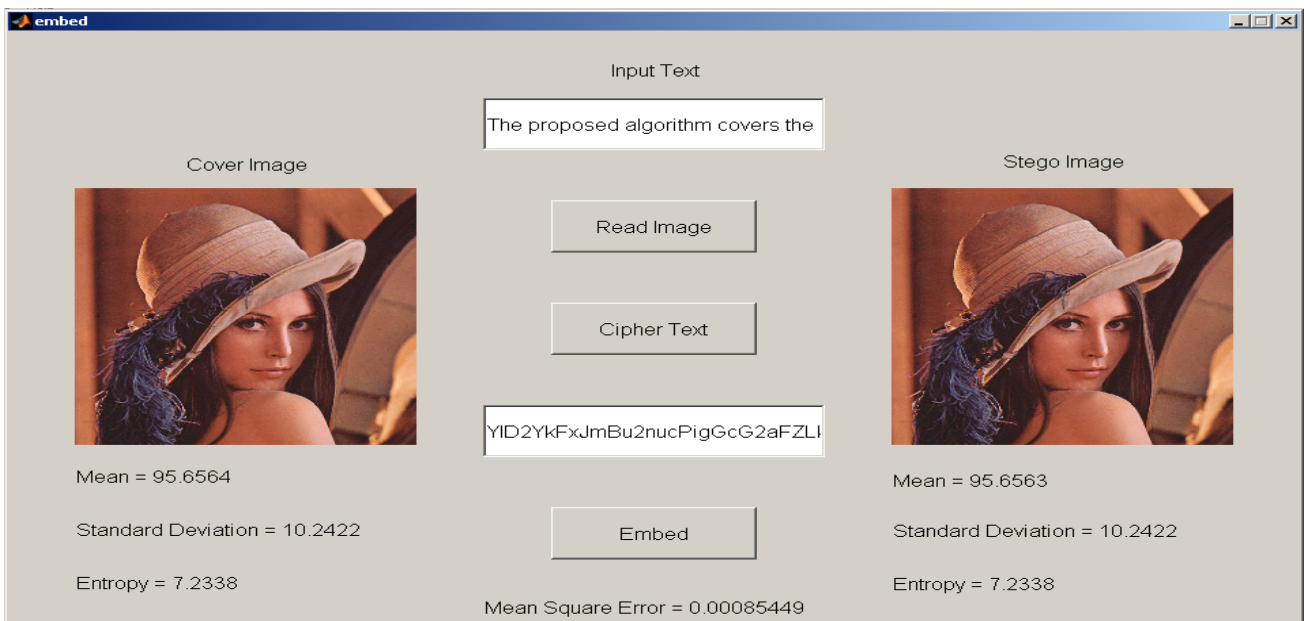 embed
Input Text
The proposed algorithm covers the
Cover Image
Stego Image
Read Image
Cipher Text
YID2YkFxJmBu2nucPigGcG2aFZL
Mean = 95.6564
Mean = 95.6563
Standard Deviation = 10.2422
Standard Deviation = 10.2422
Embed
Entropy = 7.2338
Entropy = 7.2338
Mean Square Error = 0.00085449